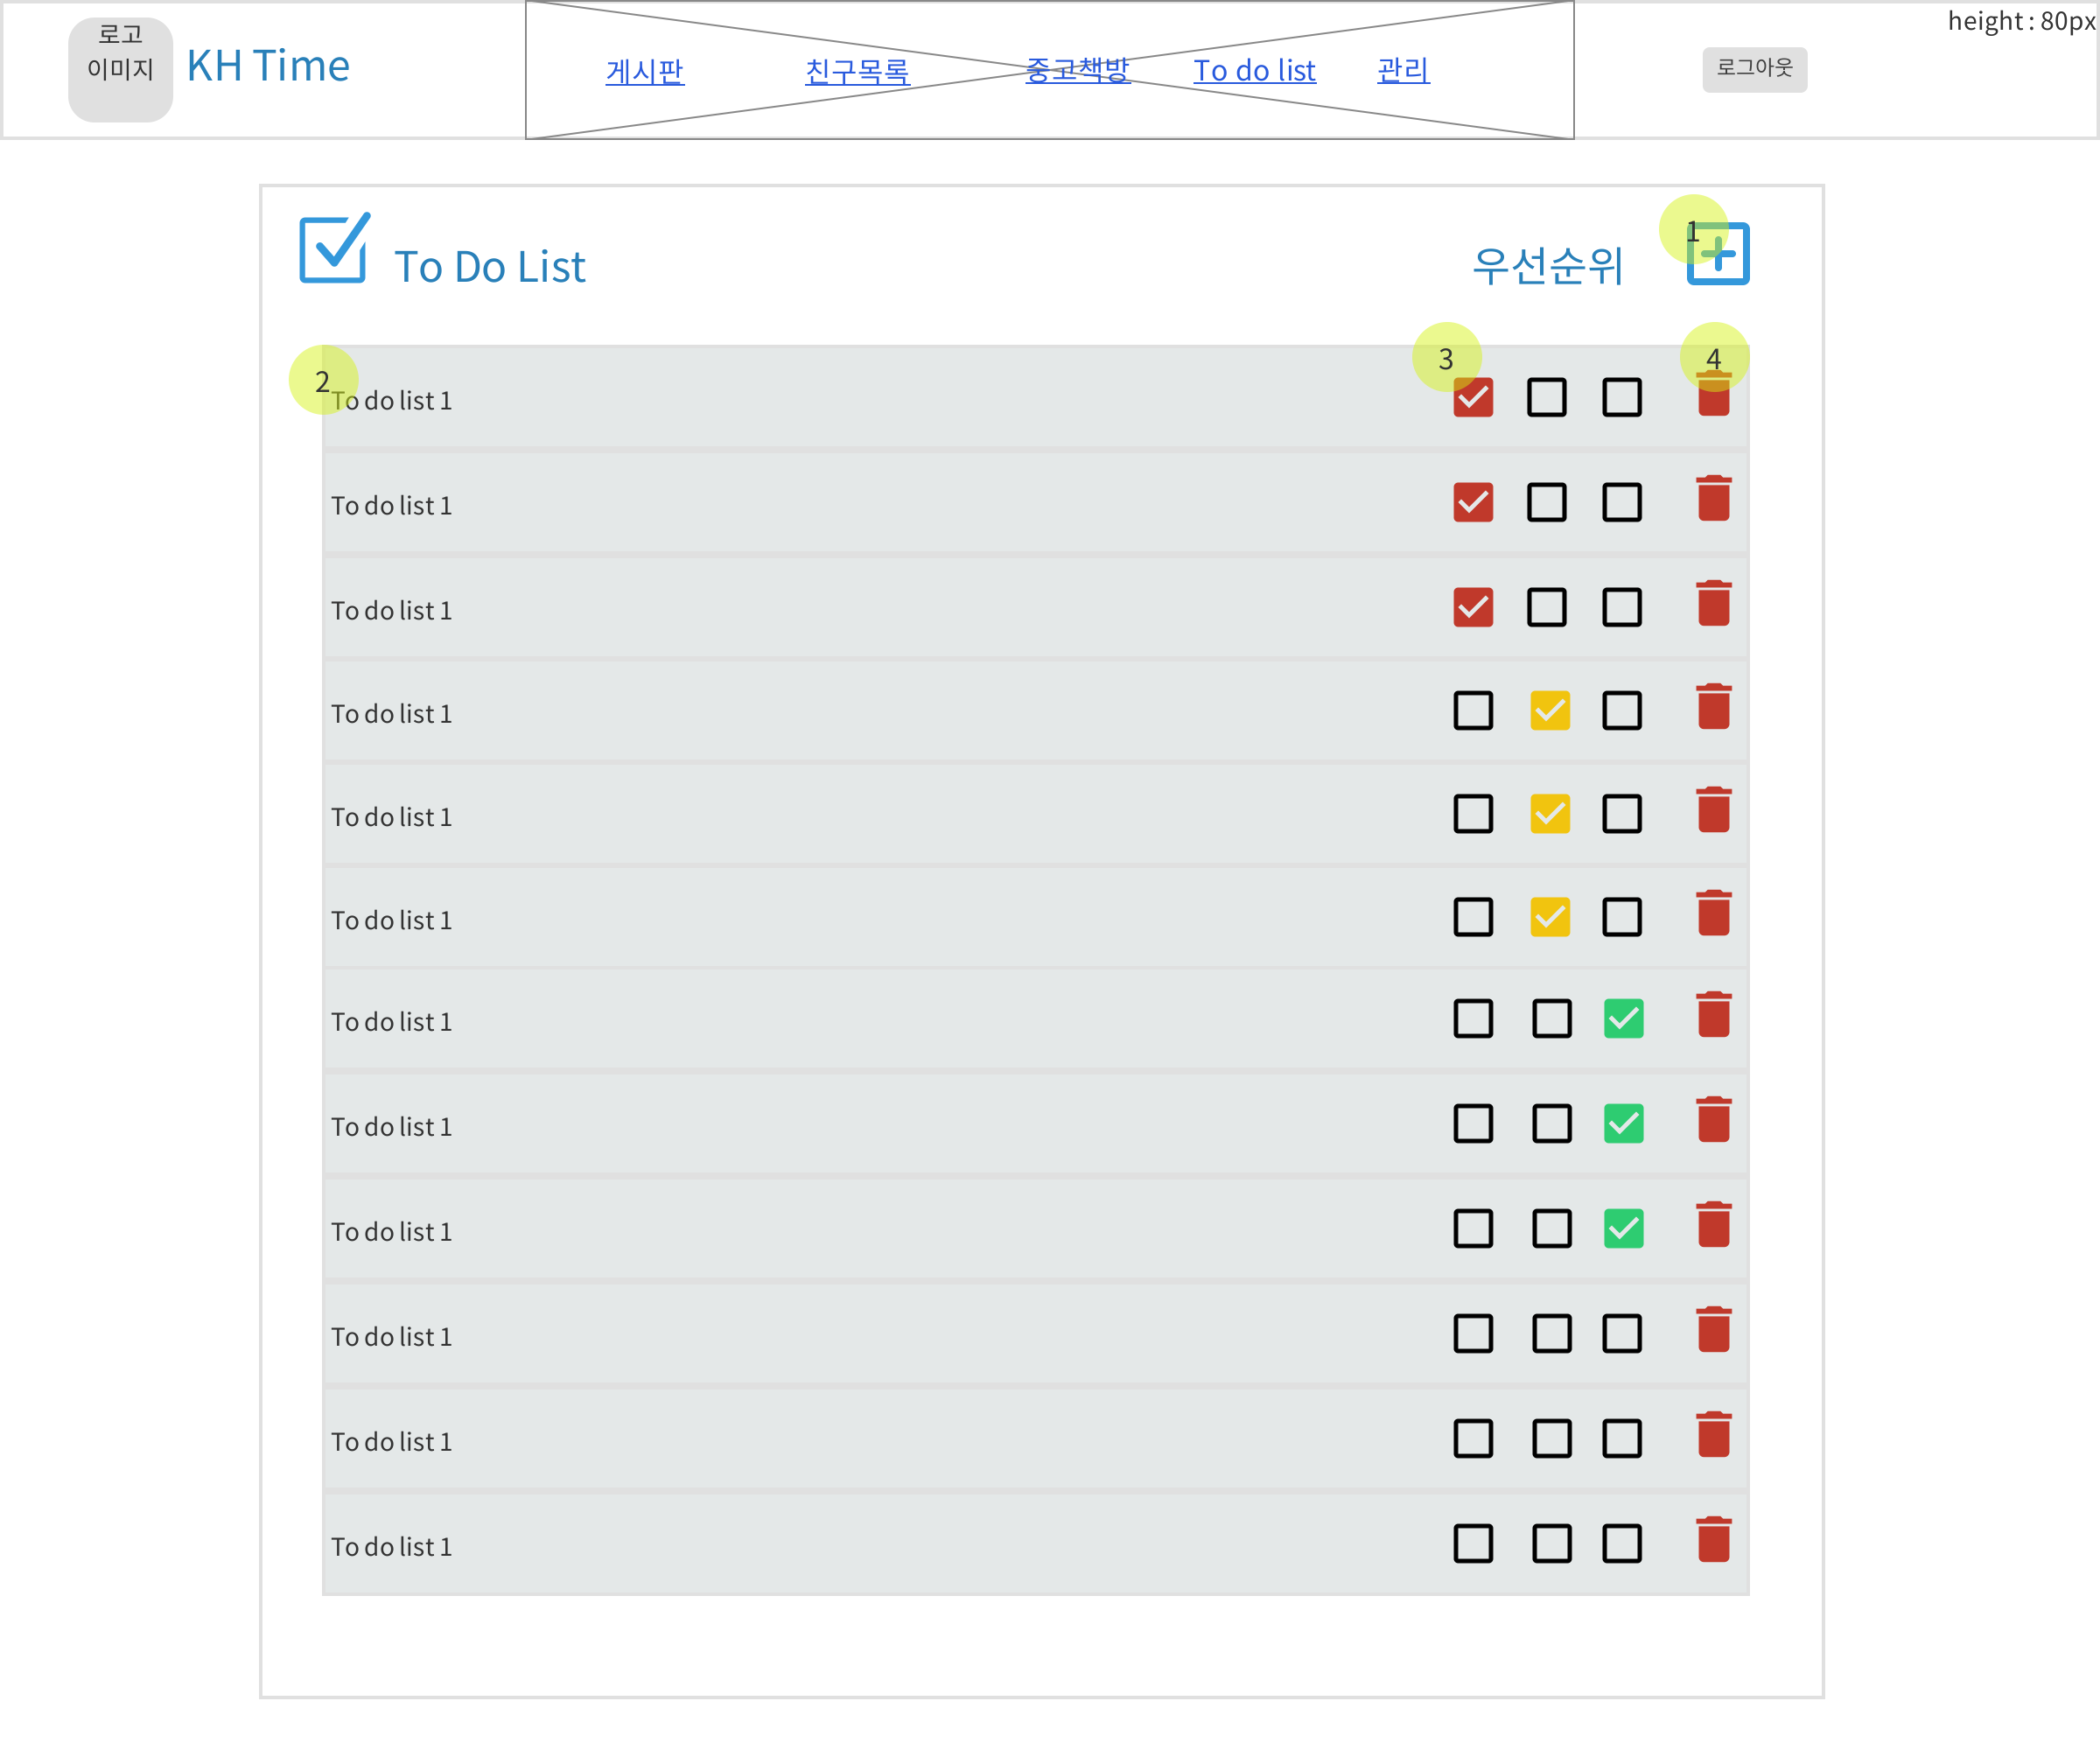 로고
이미지
KH Time
게시판
친구목록
중고책방
To do list
관리
로그아웃
height : 80px
To Do List
우선순위
1
2
3
4
To do list 1
To do list 1
To do list 1
To do list 1
To do list 1
To do list 1
To do list 1
To do list 1
To do list 1
To do list 1
To do list 1
To do list 1